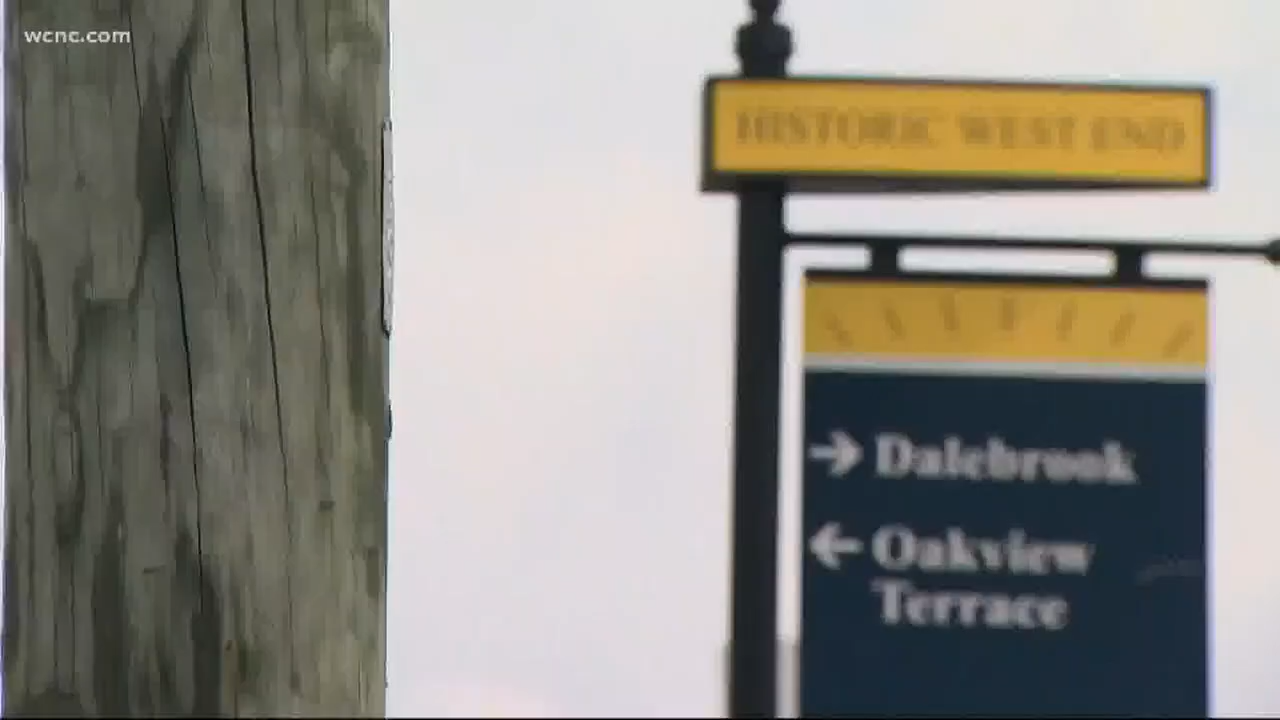 wcnc.com
HISTORIC WEST END
→ Dalebrook
← Oakview
Terrace